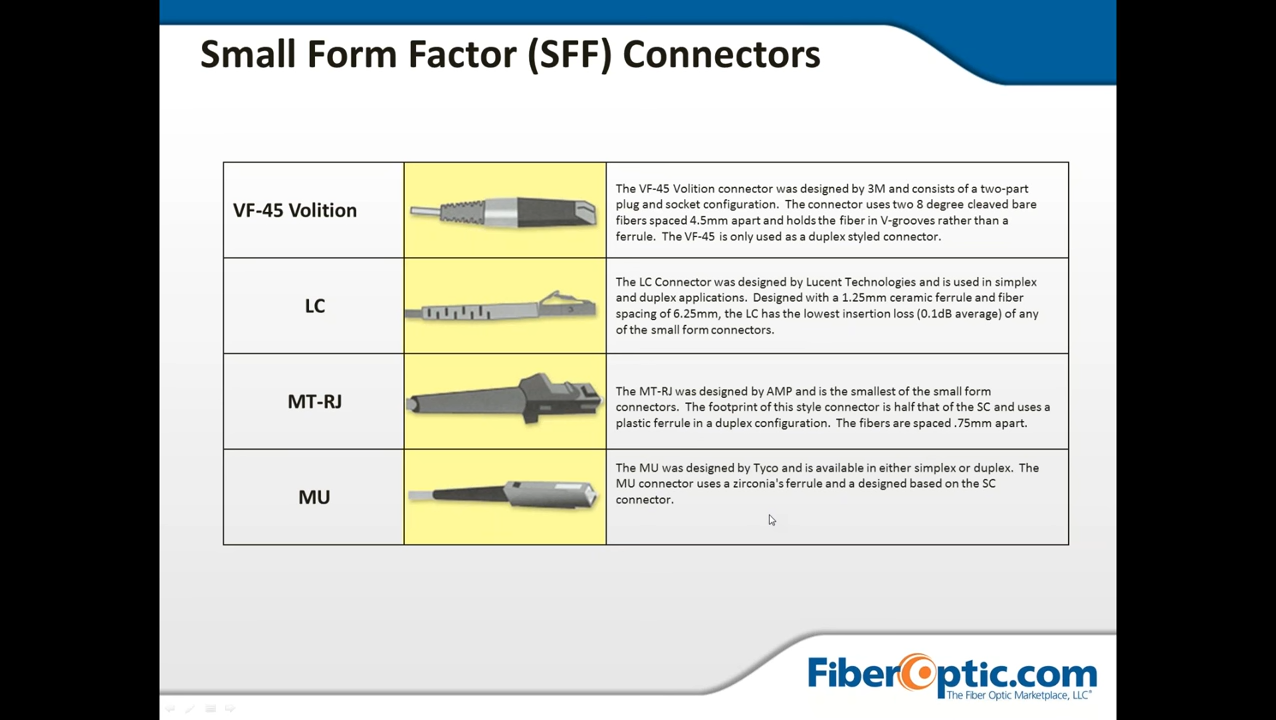 Small Form Factor (SFF) Connectors
VF-45 Volition
The VF-45 Volition connector was designed by 3M and consists of a two-part
plug and socket configuration. The connector uses two 8 degree cleaved bare
fibers spaced 4.5mm apart and holds the fiber in V-grooves rather than a
ferrule. The VF-45 is only used as a duplex styled connector.
LC
The LC Connector was designed by Lucent Technologies and is used in simplex
and duplex applications. Designed with a 1.25mm ceramic ferrule and fiber
spacing of 6.25mm, the LC has the lowest insertion loss (0.1dB average) of any
of the small form connectors.
MT-RJ
The MT-RJ was designed by AMP and is the smallest of the small form
connectors. The footprint of this style connector is half that of the SC and uses a
plastic ferrule in a duplex configuration. The fibers are spaced .75mm apart.
MU
The MU was designed by Tyco and is available in either simplex or duplex. The
MU connector uses a zirconia's ferrule and a designed based on the SC
connector.
FiberOptic.com
The Fiber Optic Marketplace, LLC®